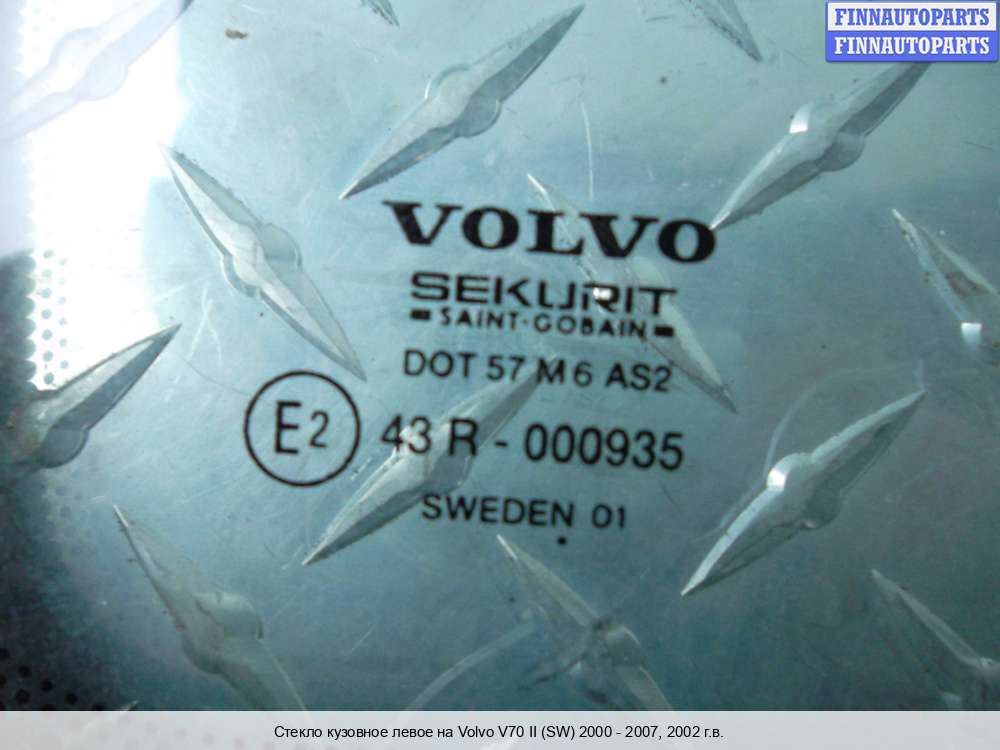 FINNAUTOPARTS
FINNAUTOPARTS
VOLVO
SEKURIT
SAINT-GOBAIN
DOT 57 M6 AS2
E2 43 R - 000935
SWEDEN 01
Стекло кузовное левое на Volvo V70 II (SW) 2000 - 2007, 2002 г.в.